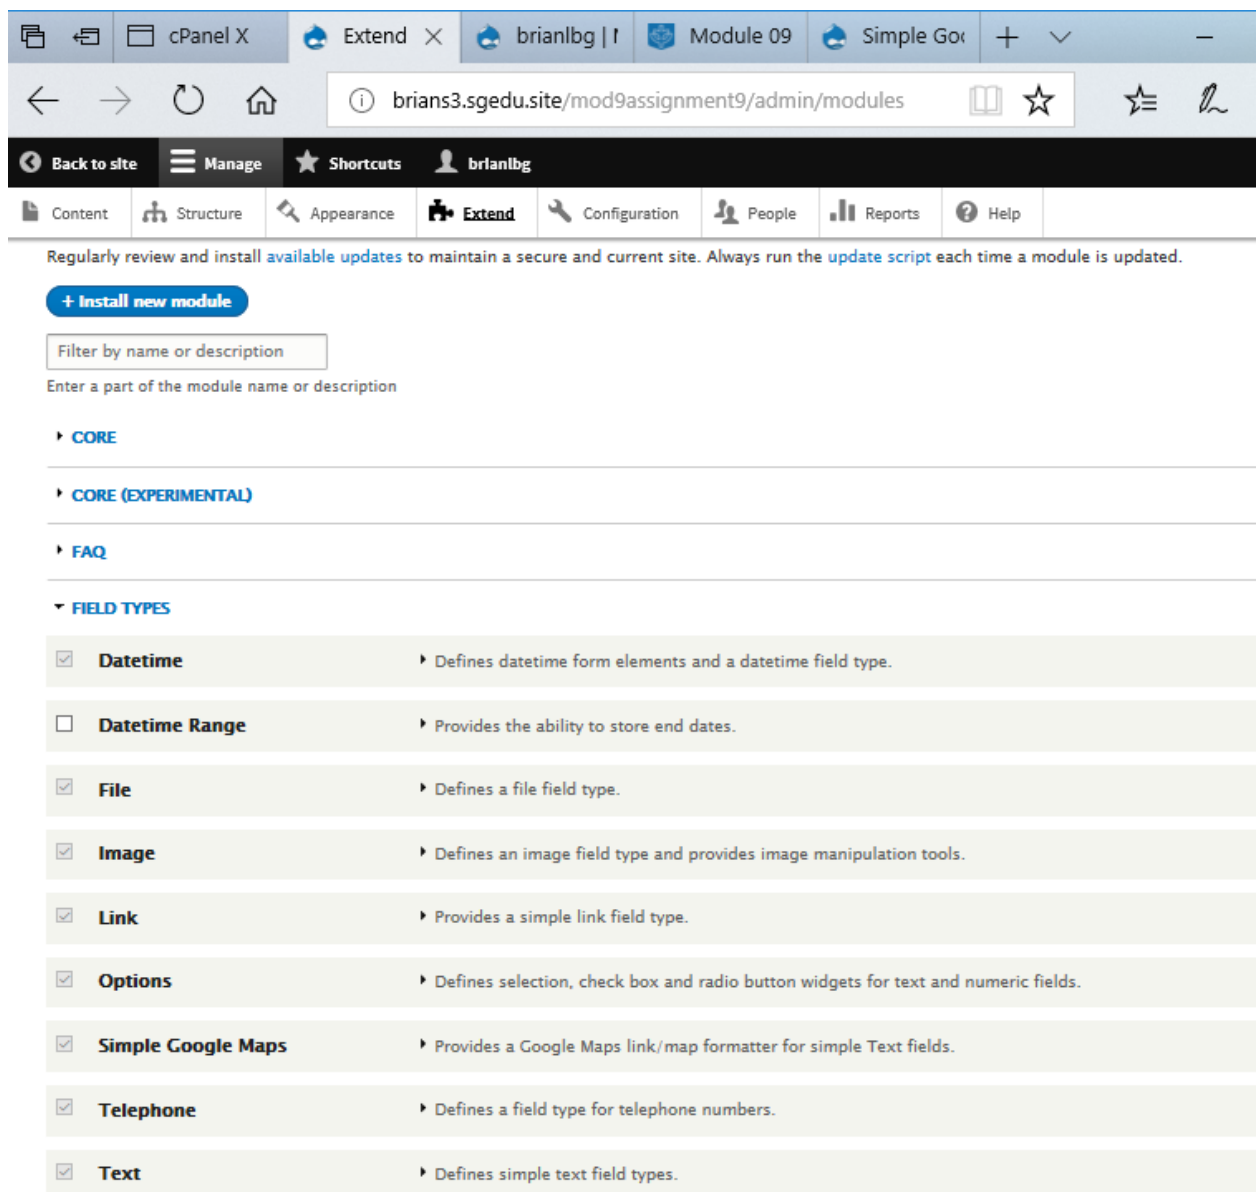 cPanel X
Extend
brianlbg |
Module 09
Simple Goo
brians3.sgedu.site/mod9assignment9/admin/modules
Back to site
Manage
Shortcuts
brianlbg
Content
Structure
Appearance
Extend
Configuration
People
Reports
Help
Regularly review and install available updates to maintain a secure and current site. Always run the update script each time a module is updated.
+ Install new module
Filter by name or description
Enter a part of the module name or description
CORE
CORE (EXPERIMENTAL)
FAQ
FIELD TYPES
Datetime Defines datetime form elements and a datetime field type.
Datetime Range Provides the ability to store end dates.
File Defines a file field type.
Image Defines an image field type and provides image manipulation tools.
Link Provides a simple link field type.
Options Defines selection, check box and radio button widgets for text and numeric fields.
Simple Google Maps Provides a Google Maps link/map formatter for simple Text fields.
Telephone Defines a field type for telephone numbers.
Text Defines simple text field types.